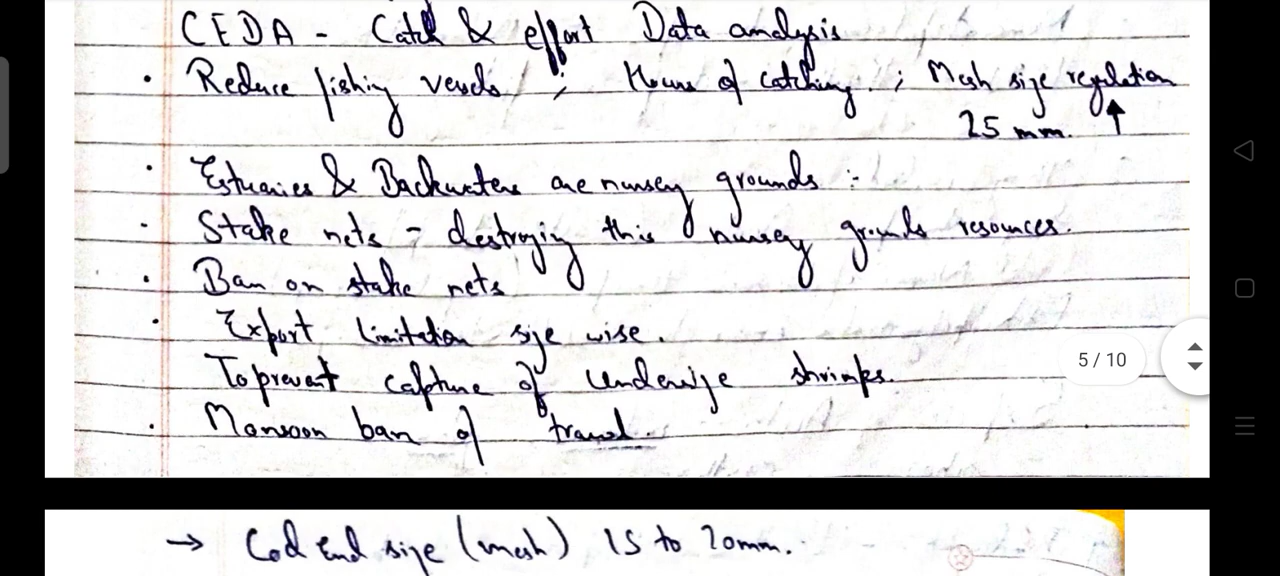 CEDA - Catch & effort Data analysis
· Reduce fishing vessels ; Hours of catching. ; Mesh size regulation
25 mm. ↑
· Estuaries & Backwaters are nursey grounds :-
· Stake nets - destroying this nursey grounds resources.
· Ban on stake nets
· Export limitation size wise.
To prevent capture of undersize shrimps.
5 / 10
· Monsoon ban of trawl.
→ Cod end size (mesh) 15 to 20mm.